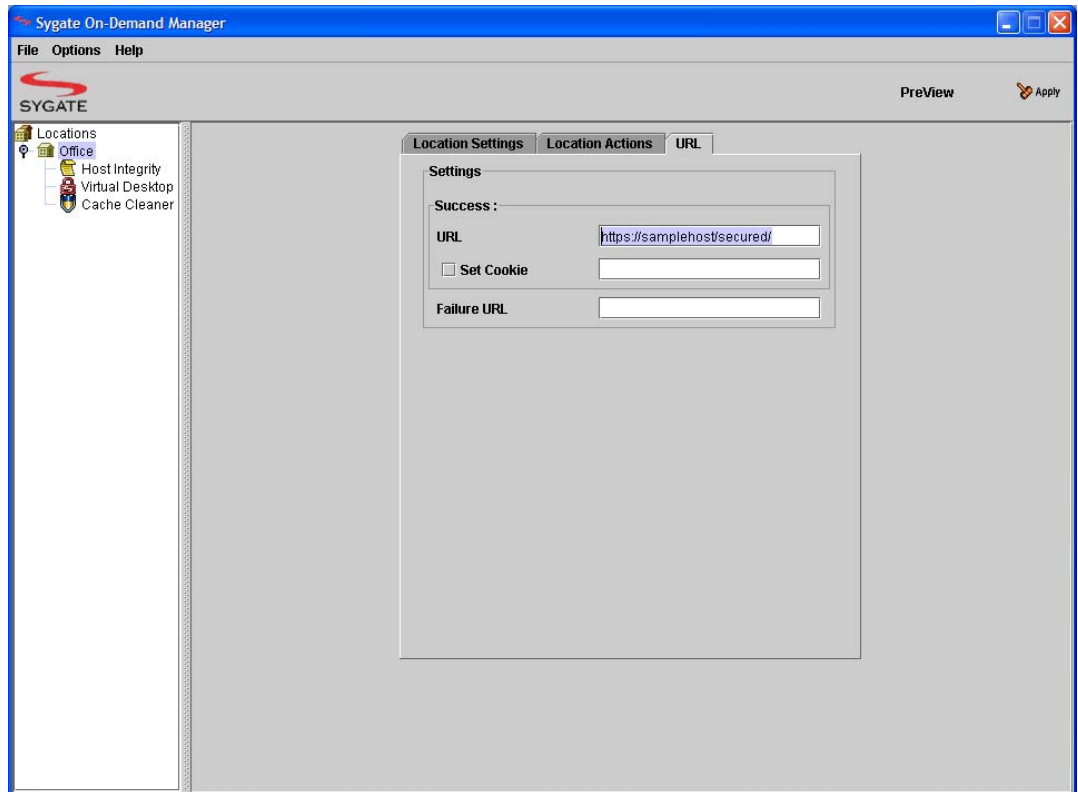 Sygate On-Demand Manager
File Options Help
SYGATE
PreView
Apply
Locations
Office
Host Integrity
Virtual Desktop
Cache Cleaner
Location Settings Location Actions URL
Settings
Success :
URL https://samplehost/secured/
Set Cookie
Failure URL